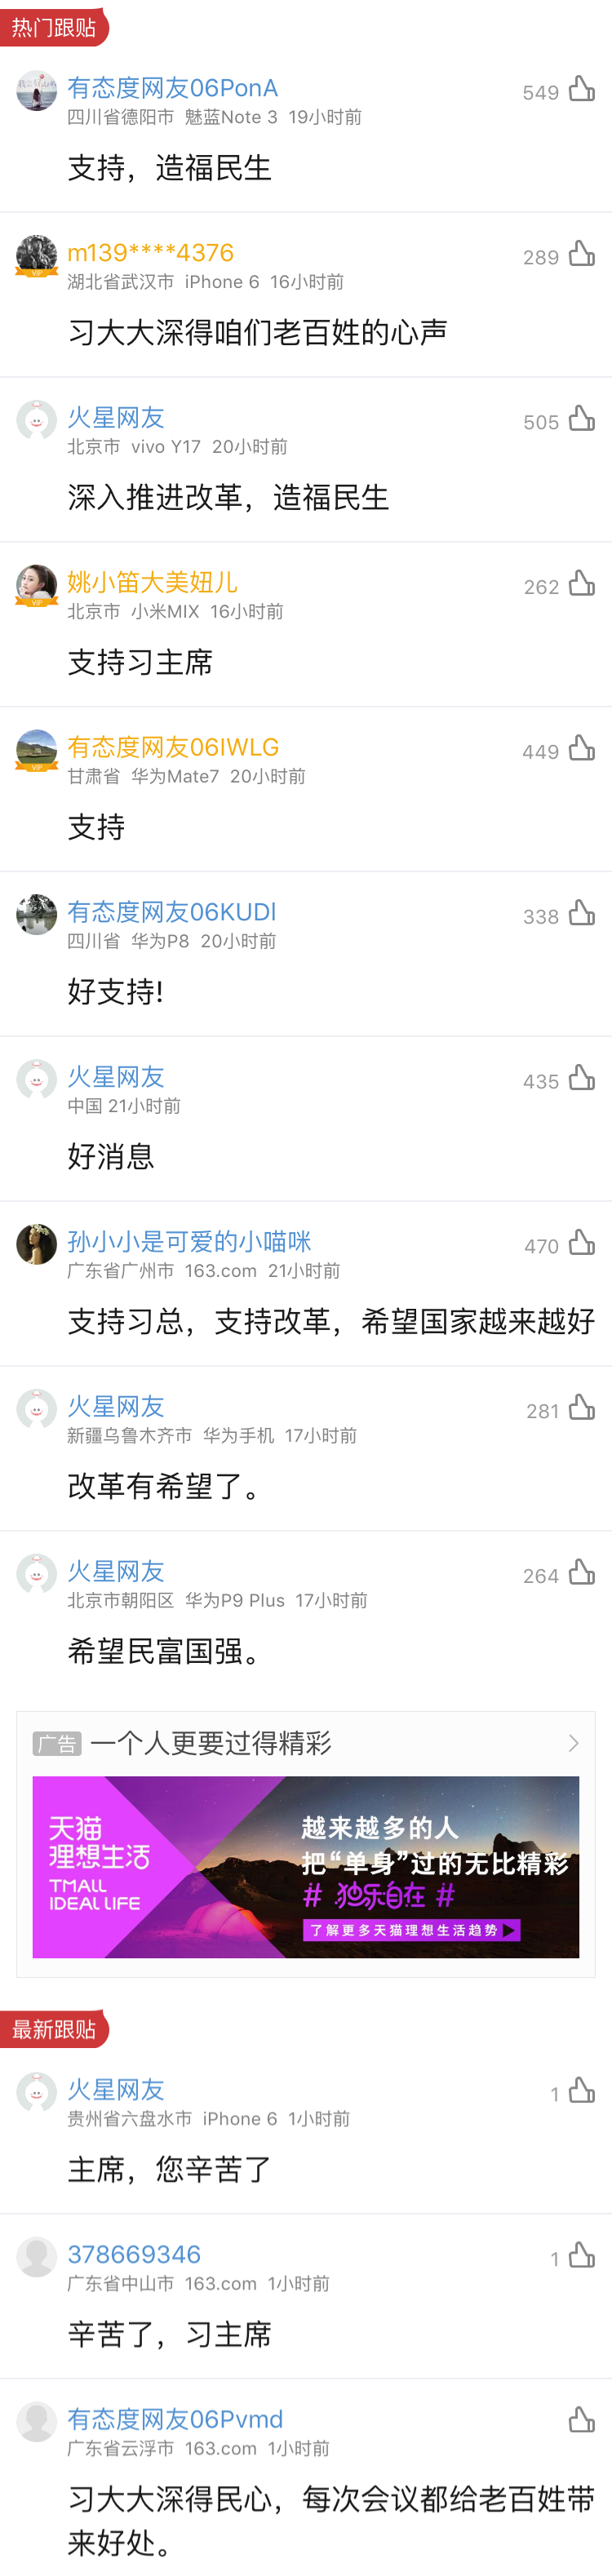 热门跟贴
有态度网友06PonA
549
四川省德阳市 魅蓝Note 3 19小时前
支持，造福民生
m139****4376
289
VIP
湖北省武汉市 iPhone 6 16小时前
习大大深得咱们老百姓的心声
火星网友
505
北京市 vivo Y17 20小时前
深入推进改革，造福民生
姚小笛大美妞儿
262
VIP
北京市 小米MIX 16小时前
支持习主席
有态度网友06IWLG
449
VIP
甘肃省 华为Mate7 20小时前
支持
有态度网友06KUDl
338
四川省 华为P8 20小时前
好支持!
火星网友
435
中国 21小时前
好消息
孙小小是可爱的小喵咪
470
广东省广州市 163.com 21小时前
支持习总，支持改革，希望国家越来越好
火星网友
281
新疆乌鲁木齐市 华为手机 17小时前
改革有希望了。
火星网友
264
北京市朝阳区 华为P9 Plus 17小时前
希望民富国强。
广告 一个人更要过得精彩
天猫
理想生活
TMALL
IDEAL LIFE
越来越多的人
把“单身”过的无比精彩
# 独乐自在 #
了解更多天猫理想生活趋势
最新跟贴
火星网友
1
贵州省六盘水市 iPhone 6 1小时前
主席，您辛苦了
378669346
1
广东省中山市 163.com 1小时前
辛苦了，习主席
有态度网友06Pvmd
广东省云浮市 163.com 1小时前
习大大深得民心，每次会议都给老百姓带
来好处。